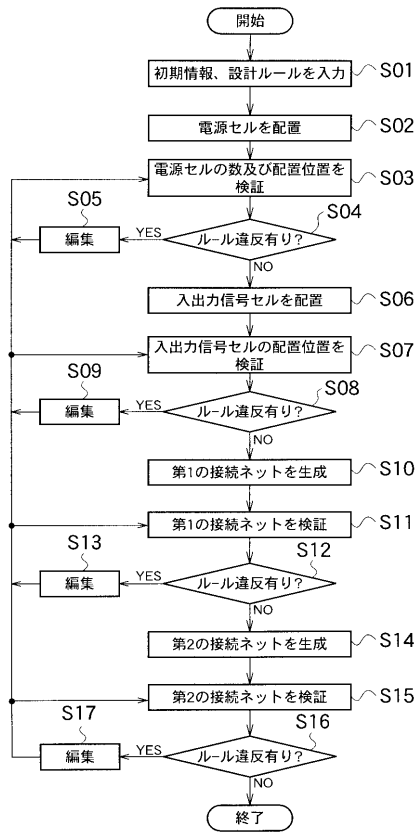 開始
初期情報、設計ルールを入力
S01
電源セルを配置
S02
電源セルの数及び配置位置を
検証
S03
S05
編集
YES
ルール違反有り?
S04
NO
入出力信号セルを配置
S06
入出力信号セルの配置位置を
検証
S07
S09
編集
YES
ルール違反有り?
S08
NO
第1の接続ネットを生成
S10
第1の接続ネットを検証
S11
S13
編集
YES
ルール違反有り?
S12
NO
第2の接続ネットを生成
S14
第2の接続ネットを検証
S15
S17
編集
YES
ルール違反有り?
S16
NO
終了